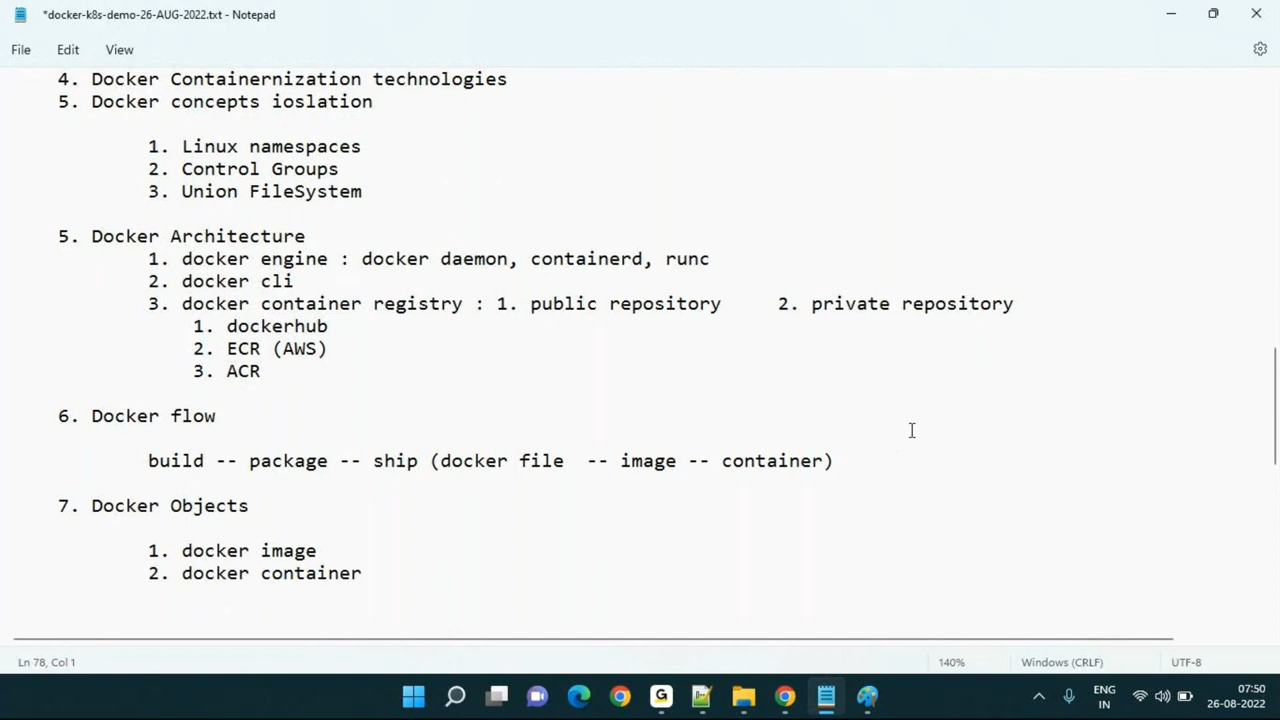 *docker-k8s-demo-26-AUG-2022.txt - Notepad
File Edit View
4. Docker Containernization technologies
5. Docker concepts ioslation
1. Linux namespaces
2. Control Groups
3. Union FileSystem
5. Docker Architecture
1. docker engine : docker daemon, containerd, runc
2. docker cli
3. docker container registry : 1. public repository 2. private repository
1. dockerhub
2. ECR (AWS)
3. ACR
6. Docker flow
build -- package -- ship (docker file -- image -- container)
7. Docker Objects
1. docker image
2. docker container
Ln 78, Col 1 140% Windows (CRLF) UTF-8
G
ENG 07:50
IN 26-08-2022